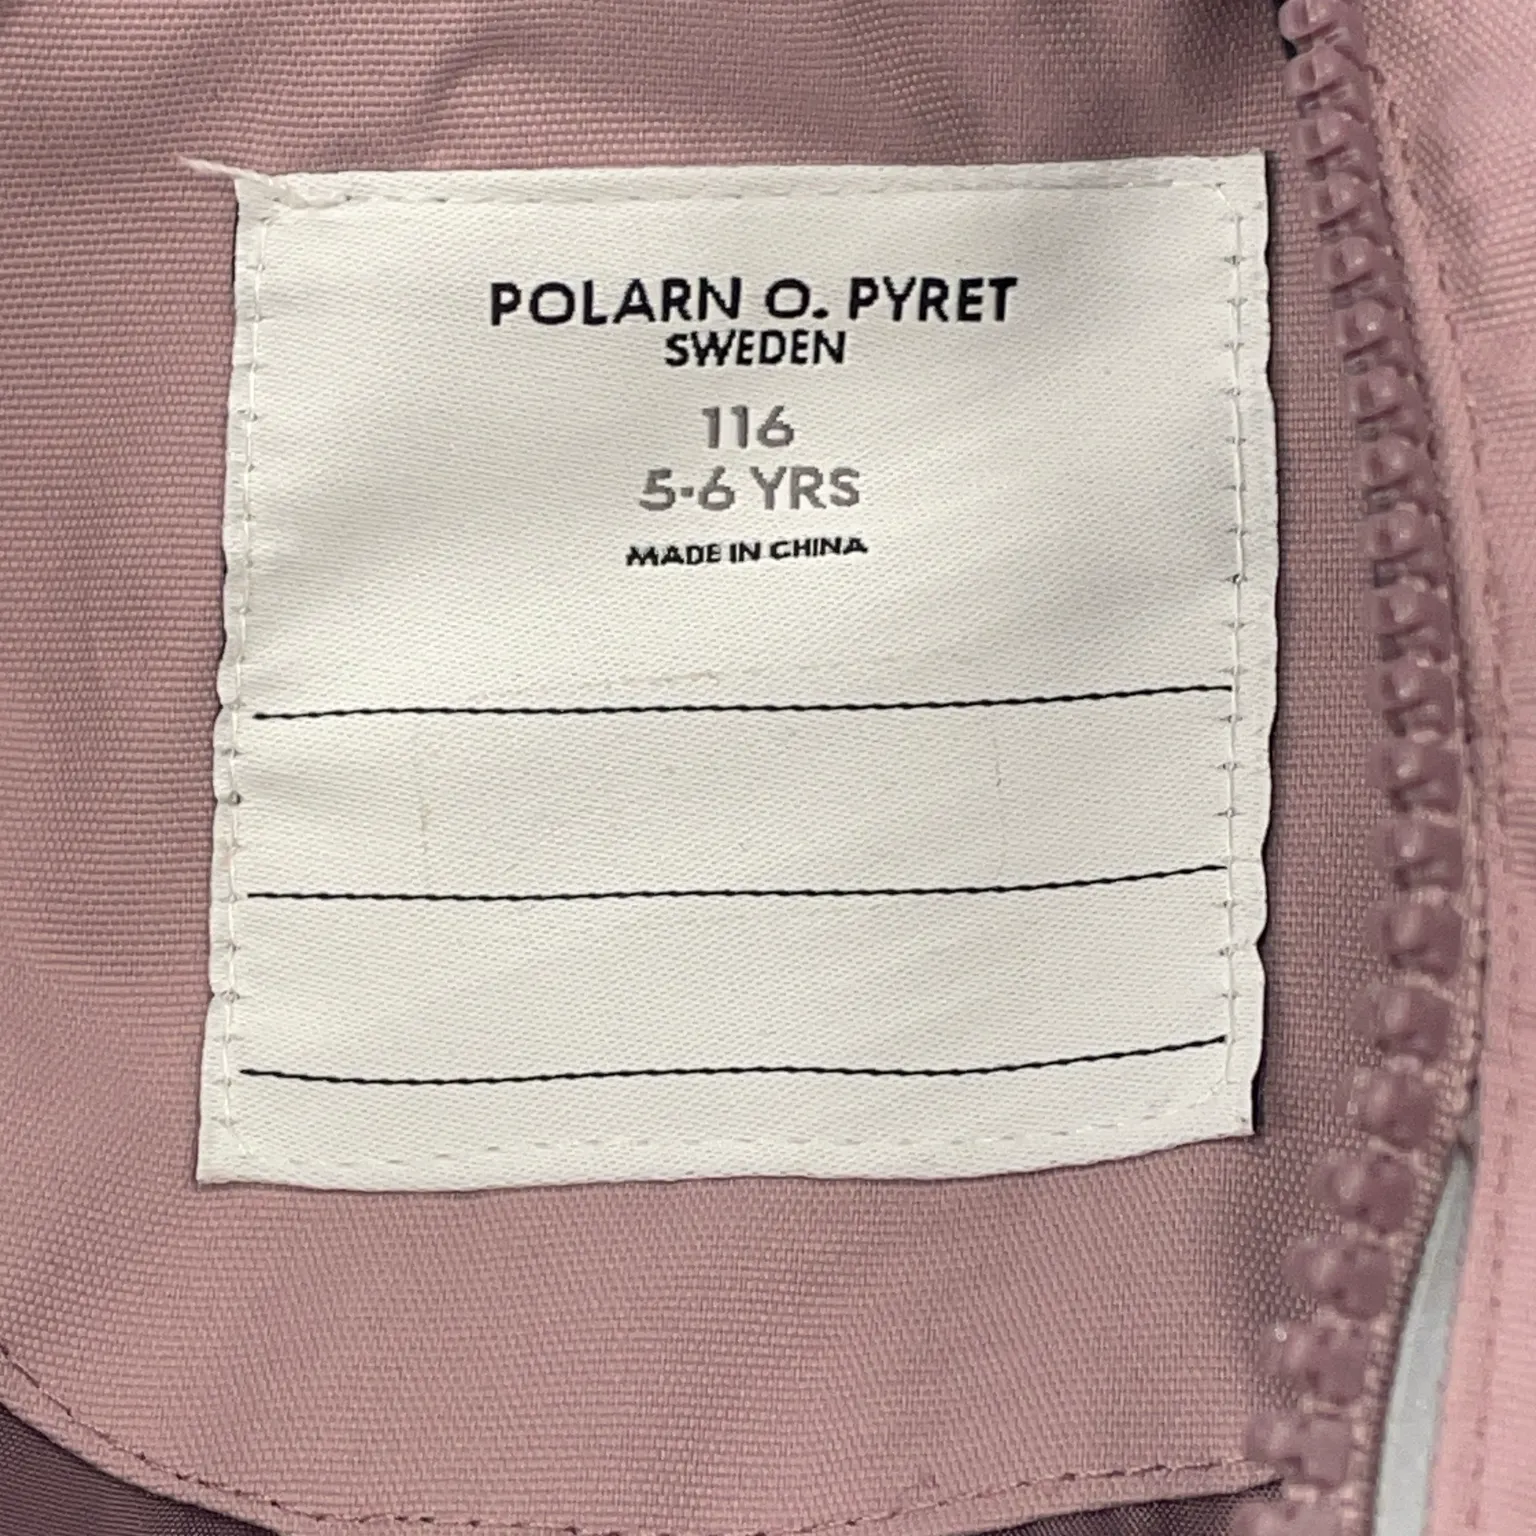 POLARN O. PYRET
SWEDEN
116
5-6 YRS
MADE IN CHINA